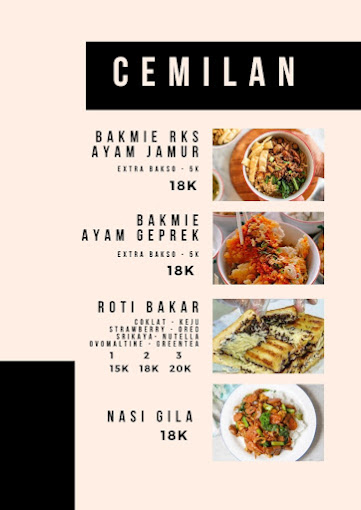 CEMILAN
BAKMIE RKS
AYAM JAMUR
EXTRA BAKSO - 5K
18K
BAKMIE
AYAM GEPREK
EXTRA BAKSO - 5K
18K
ROTI BAKAR
COKLAT - KEJU
STRAWBERRY - OREO
SRIKAYA- NUTELLA
OVOMALTINE - GREENTEA
1 2 3
15K 18K 20K
NASI GILA
18K